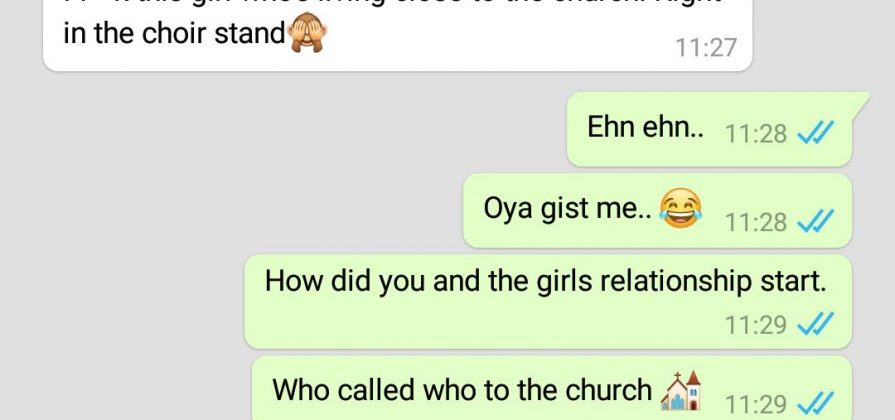 in the choir stand🙈
11:27
Ehn ehn.. 11:28
Oya gist me..😂 11:28
How did you and the girls relationship start.
11:29
Who called who to the church ⛪ 11:29